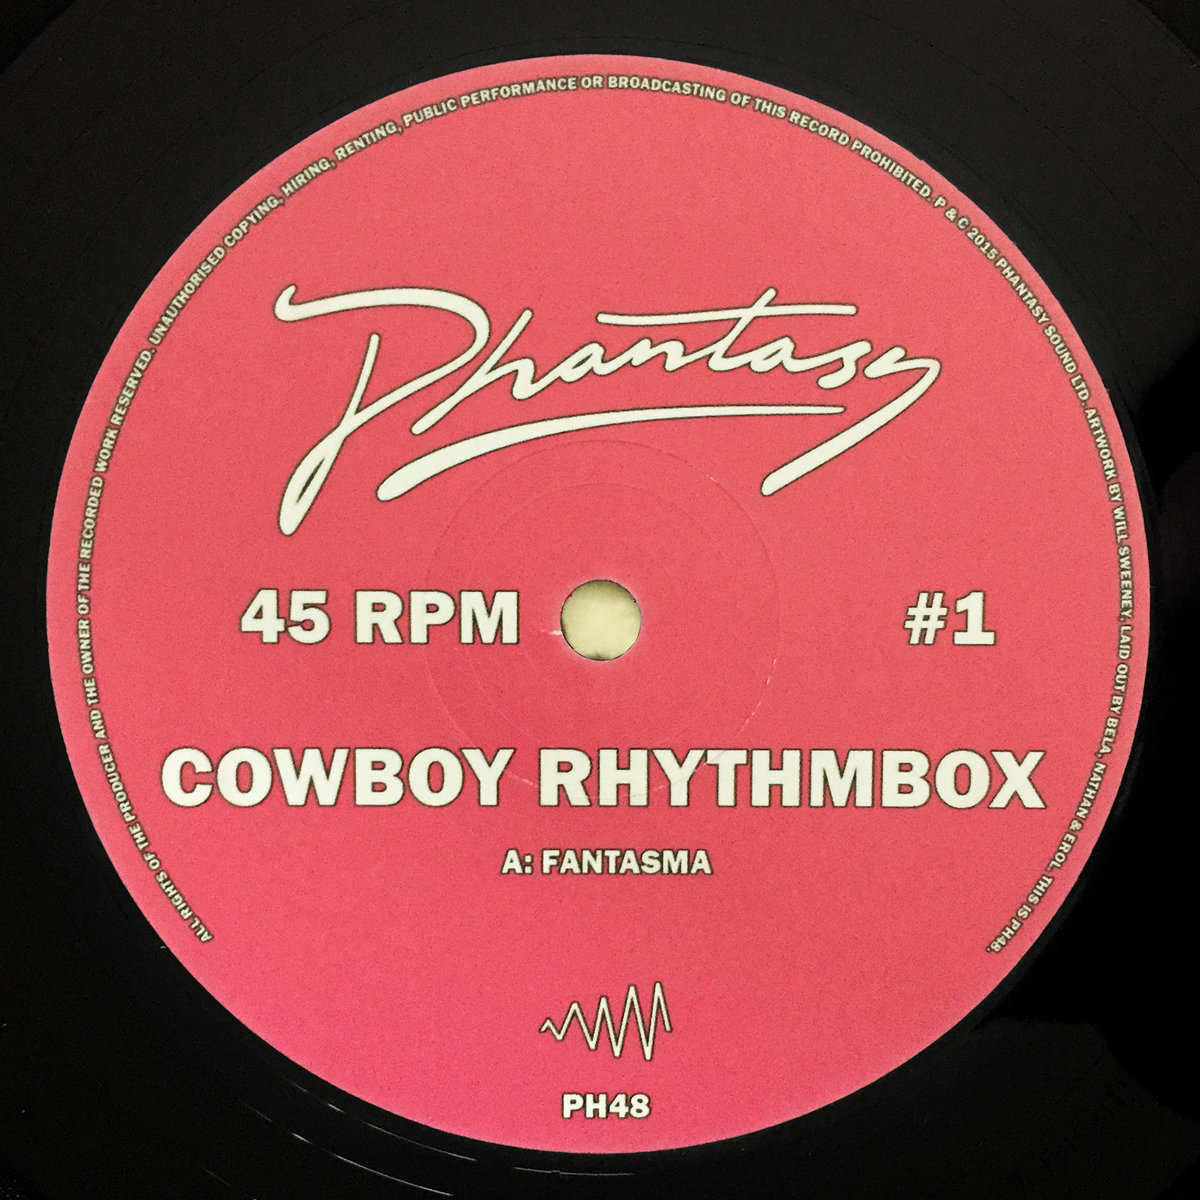 ALL RIGHTS OF THE PRODUCER AND THE OWNER OF THE RECORDED WORK RESERVED. UNAUTHORISED COPYING, HIRING, RENTING, PUBLIC PERFORMANCE OR BROADCASTING OF THIS RECORD PROHIBITED. P & C 2015 PHANTASY SOUND LTD. ARTWORK BY WILL SWEENEY, LAID OUT BY BELA, NATHAN & EROL. THIS IS PH48.
Phantasy
45 RPM #1
COWBOY RHYTHMBOX
A: FANTASMA
PH48